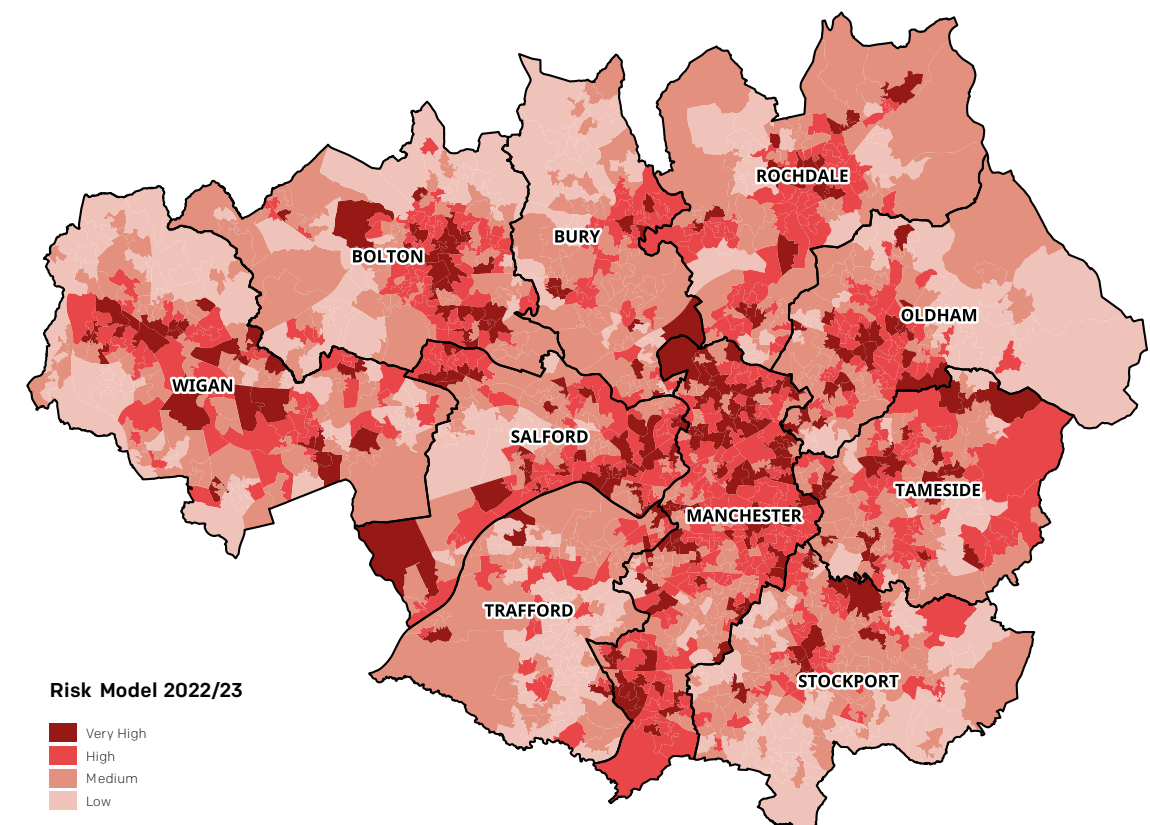 ROCHDALE
BURY
BOLTON
OLDHAM
WIGAN
SALFORD
TAMESIDE
MANCHESTER
TRAFFORD
STOCKPORT
Risk Model 2022/23
Very High
High
Medium
Low